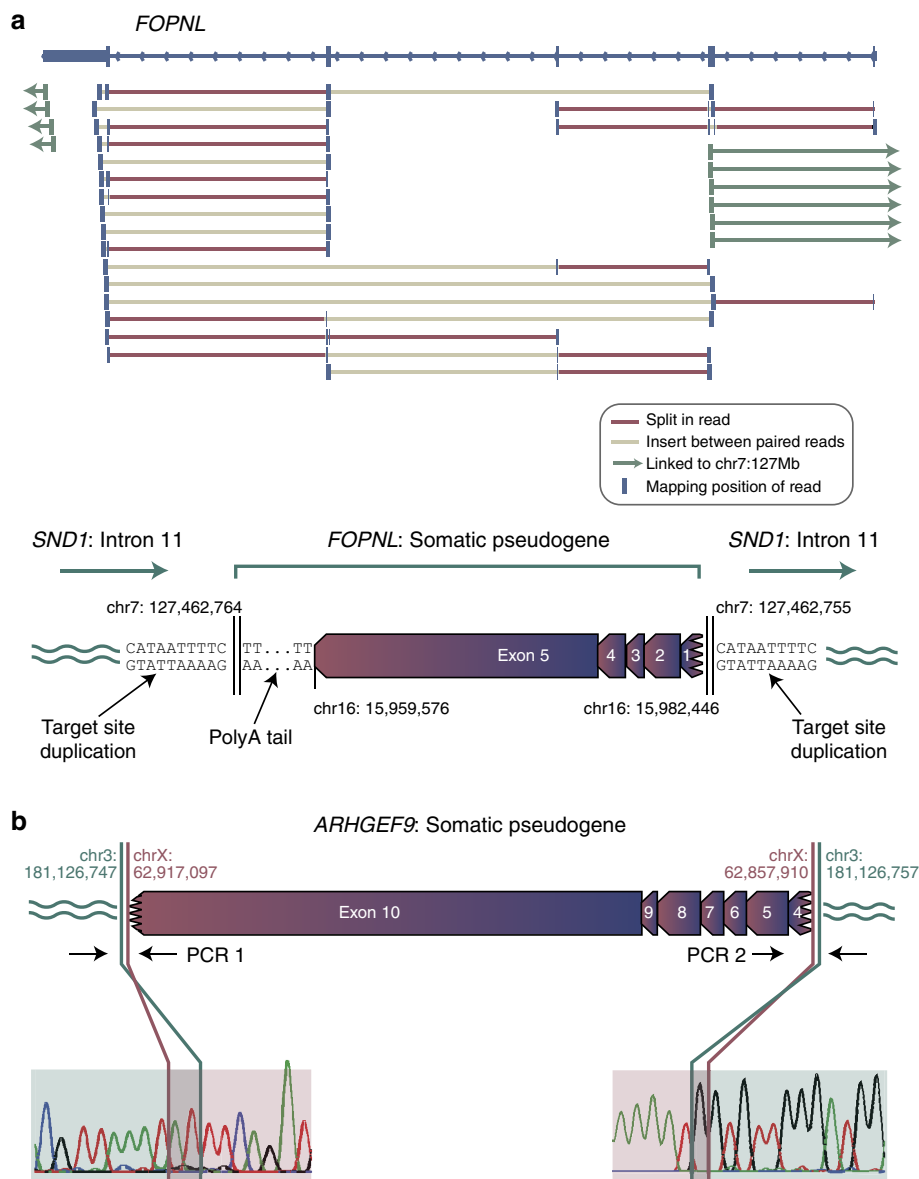 a
FOPNL
Split in read
Insert between paired reads
Linked to chr7:127Mb
Mapping position of read
SND1: Intron 11
FOPNL: Somatic pseudogene
SND1: Intron 11
chr7: 127,462,764
chr7: 127,462,755
CATAATTTTC
TT...TT
CATAATTTTC
GTATTAAAAG
AA...AA
GTATTAAAAG
Exon 5
4
3
2
1
chr16: 15,959,576
chr16: 15,982,446
Target site
duplication
PolyA tail
Target site
duplication
b
ARHGEF9: Somatic pseudogene
chr3:
181,126,747
chrX:
62,917,097
chrX:
62,857,910
chr3:
181,126,757
Exon 10
9
8
7
6
5
4
PCR 1
PCR 2